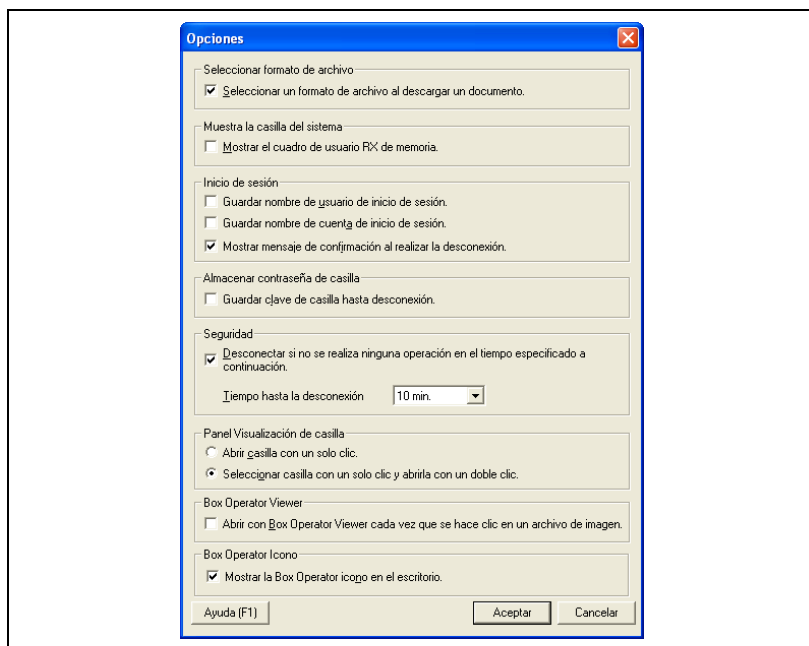 Opciones
Seleccionar formato de archivo
Seleccionar un formato de archivo al descargar un documento.
Muestra la casilla del sistema
Mostrar el cuadro de usuario RX de memoria.
Inicio de sesión
Guardar nombre de usuario de inicio de sesión.
Guardar nombre de cuenta de inicio de sesión.
Mostrar mensaje de confirmación al realizar la desconexión.
Almacenar contraseña de casilla
Guardar clave de casilla hasta desconexión.
Seguridad
Desconectar si no se realiza ninguna operación en el tiempo especificado a
continuación.
Tiempo hasta la desconexión 10 min.
Panel Visualización de casilla
Abrir casilla con un solo clic.
Seleccionar casilla con un solo clic y abrirla con un doble clic.
Box Operator Viewer
Abrir con Box Operator Viewer cada vez que se hace clic en un archivo de imagen.
Box Operator Icono
Mostrar la Box Operator icono en el escritorio.
Ayuda (F1) Aceptar Cancelar